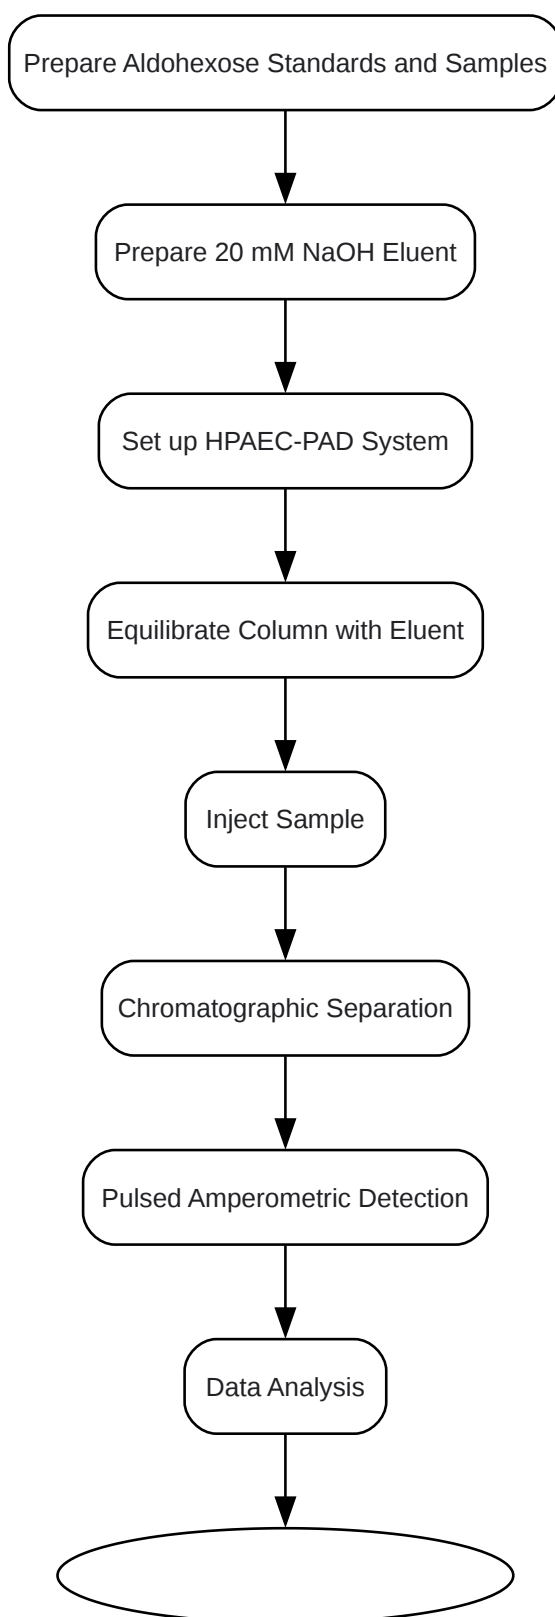 Prepare Aldohexose Standards and Samples
Prepare 20 mM NaOH Eluent
Set up HPAEC-PAD System
Equilibrate Column with Eluent
Inject Sample
Chromatographic Separation
Pulsed Amperometric Detection
Data Analysis